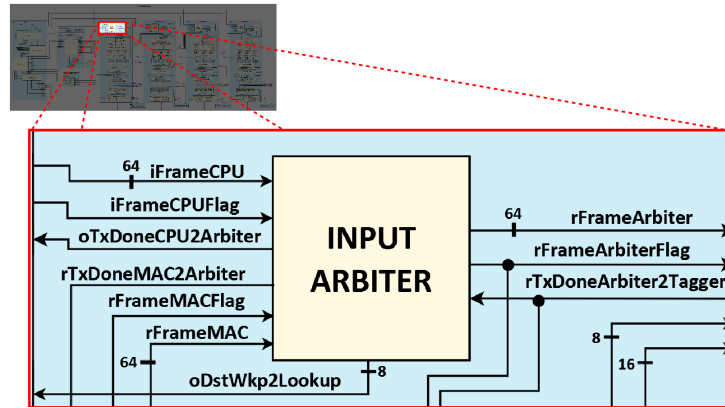 64
iFrameCPU
iFrameCPUFlag
oTxDoneCPU2Arbiter
rTxDoneMAC2Arbiter
rFrameMACFlag
rFrameMAC
64
oDstWkp2Lookup
8
INPUT
ARBITER
64
rFrameArbiter
rFrameArbiterFlag
rTxDoneArbiter2Tagger
8
16